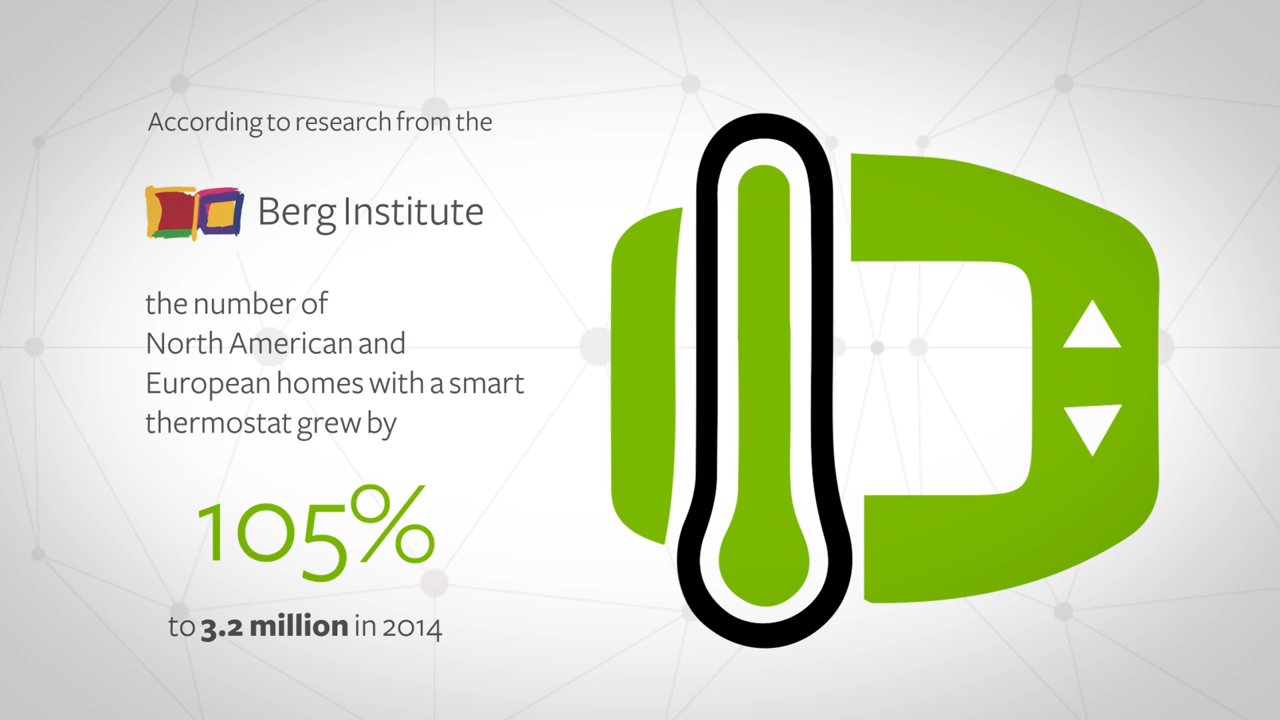 According to research from the
Berg Institute
the number of
North American and
European homes with a smart
thermostat grew by
105%
to 3.2 million in 2014